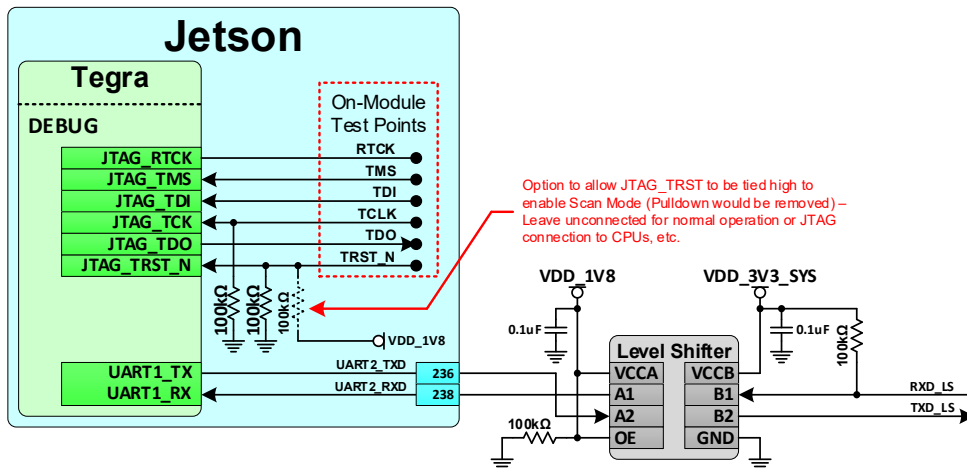 Jetson
Tegra
DEBUG
On-Module
Test Points
JTAG_RTCK
RTCK
JTAG_TMS
TMS
JTAG_TDI
TDI
JTAG_TCK
TCLK
JTAG_TDO
TDO
JTAG_TRST_N
TRST_N
Option to allow JTAG_TRST to be tied high to
enable Scan Mode (Pulldown would be removed) –
Leave unconnected for normal operation or JTAG
connection to CPUs, etc.
100kΩ
100kΩ
100kΩ
VDD_1V8
VDD_1V8
VDD_3V3_SYS
0.1uF
0.1uF
100kΩ
Level Shifter
VCCA
VCCB
A1
B1
A2
B2
OE
GND
UART1_TX
UART2_TXD
236
UART1_RX
UART2_RXD
238
RXD_LS
TXD_LS
100kΩ